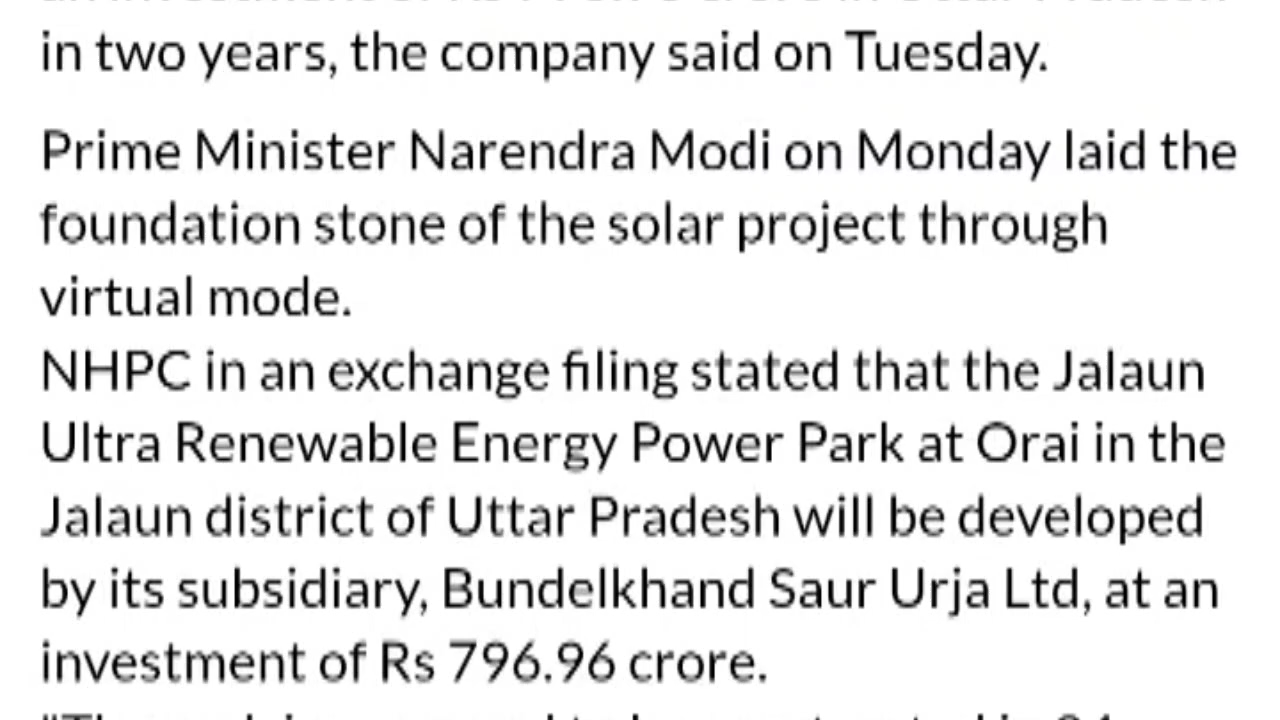 in two years, the company said on Tuesday.
Prime Minister Narendra Modi on Monday laid the
foundation stone of the solar project through
virtual mode.
NHPC in an exchange filing stated that the Jalaun
Ultra Renewable Energy Power Park at Orai in the
Jalaun district of Uttar Pradesh will be developed
by its subsidiary, Bundelkhand Saur Urja Ltd, at an
investment of Rs 796.96 crore.